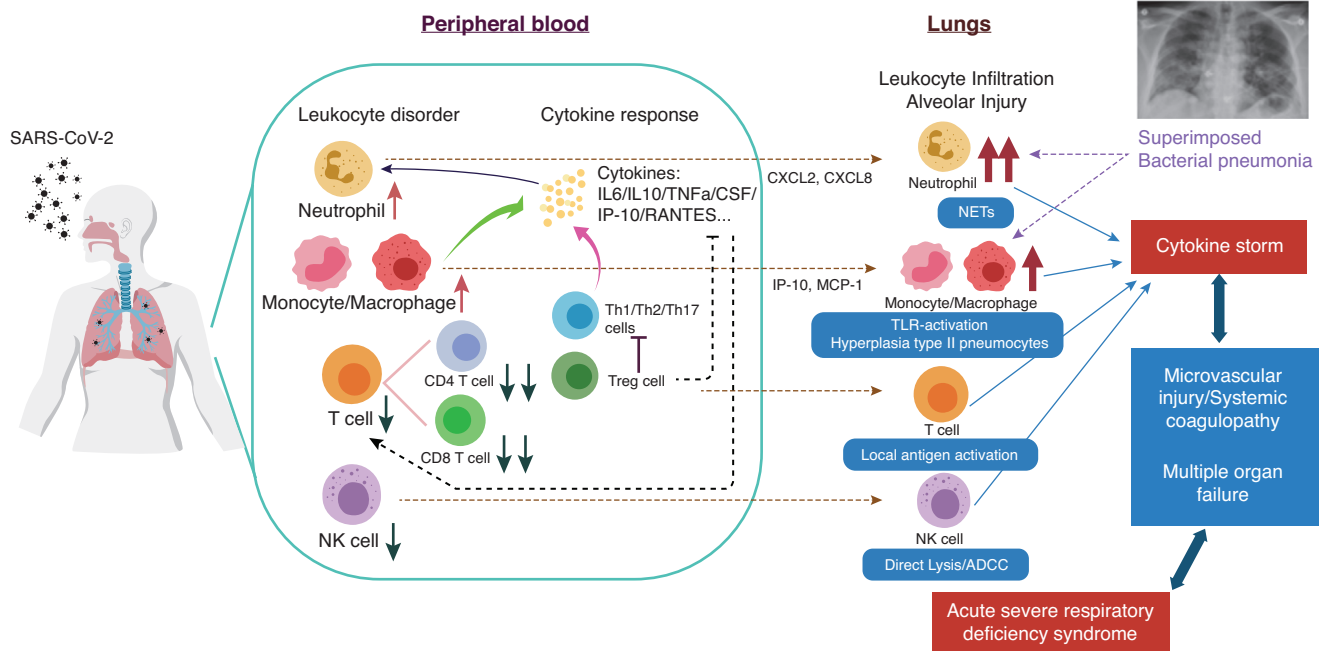 Peripheral blood
Lungs
SARS-CoV-2
Leukocyte disorder
Cytokine response
Neutrophil
Cytokines:
IL6/IL10/TNFa/CSF/
IP-10/RANTES...
Monocyte/Macrophage
Th1/Th2/Th17
cells
CD4 T cell
Treg cell
T cell
CD8 T cell
NK cell
CXCL2, CXCL8
IP-10, MCP-1
Leukocyte Infiltration
Alveolar Injury
Neutrophil
NETs
Monocyte/Macrophage
TLR-activation
Hyperplasia type II pneumocytes
T cell
Local antigen activation
NK cell
Direct Lysis/ADCC
Superimposed
Bacterial pneumonia
Cytokine storm
Microvascular
injury/Systemic
coagulopathy
Multiple organ
failure
Acute severe respiratory
deficiency syndrome